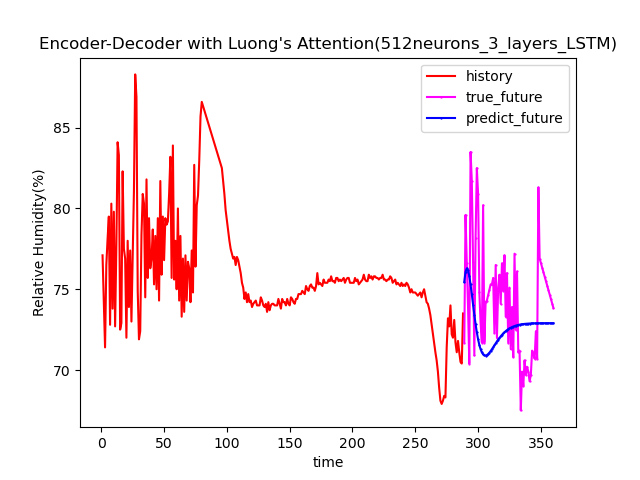 Encoder-Decoder with Luong's Attention(512neurons_3_layers_LSTM)
history
true_future
predict_future
Relative Humidity(%)
85
80
75
70
0 50 100 150 200 250 300 350
time